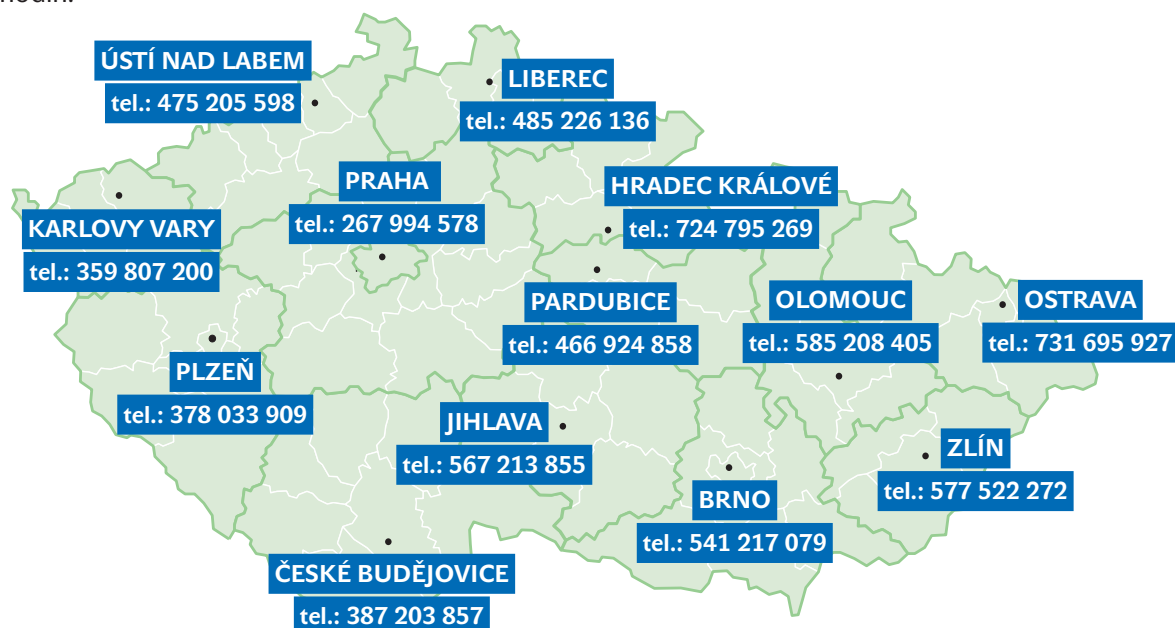 ÚSTÍ NAD LABEM
tel.: 475 205 598
LIBEREC
tel.: 485 226 136
PRAHA
tel.: 267 994 578
HRADEC KRÁLOVÉ
tel.: 724 795 269
KARLOVY VARY
tel.: 359 807 200
PARDUBICE
tel.: 466 924 858
OLOMOUC
tel.: 585 208 405
OSTRAVA
tel.: 731 695 927
PLZEŇ
tel.: 378 033 909
JIHLAVA
tel.: 567 213 855
ZLÍN
tel.: 577 522 272
BRNO
tel.: 541 217 079
ČESKÉ BUDĚJOVICE
tel.: 387 203 857